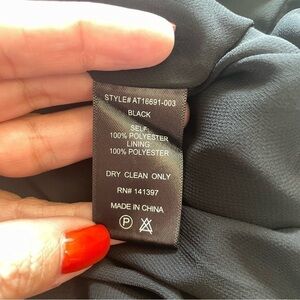 STYLE# AT16691-003
BLACK
SELF:
100% POLYESTER
LINING:
100% POLYESTER
DRY CLEAN ONLY
RN# 141397
MADE IN CHINA
P